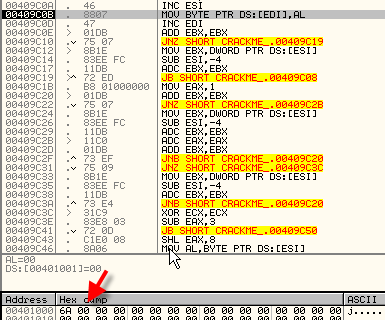 00409C0A . 46 INC ESI
00409C0B . 8807 MOV BYTE PTR DS:[EDI],AL
00409C0D . 47 INC EDI
00409C0E > 01DB ADD EBX,EBX
00409C10 .v 75 07 JNZ SHORT CRACKME_.00409C19
00409C12 > 8B1E MOV EBX,DWORD PTR DS:[ESI]
00409C14 . 83EE FC SUB ESI,-4
00409C17 . 11DB ADC EBX,EBX
00409C19 >^ 72 ED JB SHORT CRACKME_.00409C08
00409C1B . B8 01000000 MOV EAX,1
00409C20 > 01DB ADD EBX,EBX
00409C22 .v 75 07 JNZ SHORT CRACKME_.00409C2B
00409C24 . 8B1E MOV EBX,DWORD PTR DS:[ESI]
00409C26 . 83EE FC SUB ESI,-4
00409C29 . 11DB ADC EBX,EBX
00409C2B > 11C0 ADC EAX,EAX
00409C2D . 01DB ADD EBX,EBX
00409C2F .^ 73 EF JNB SHORT CRACKME_.00409C20
00409C31 .v 75 09 JNZ SHORT CRACKME_.00409C3C
00409C33 . 8B1E MOV EBX,DWORD PTR DS:[ESI]
00409C35 . 83EE FC SUB ESI,-4
00409C38 . 11DB ADC EBX,EBX
00409C3A .^ 73 E4 JNB SHORT CRACKME_.00409C20
00409C3C > 31C9 XOR ECX,ECX
00409C3E . 83E8 03 SUB EAX,3
00409C41 .v 72 0D JB SHORT CRACKME_.00409C50
00409C43 . C1E0 08 SHL EAX,8
00409C46 . 8A06 MOV AL,BYTE PTR DS:[ESI]
AL=00
DS:[00401001]=00
Address Hex dump ASCII
00401000 6A 00 00 00 00 00 00 00 00 00 00 00 00 00 00 00 j.....